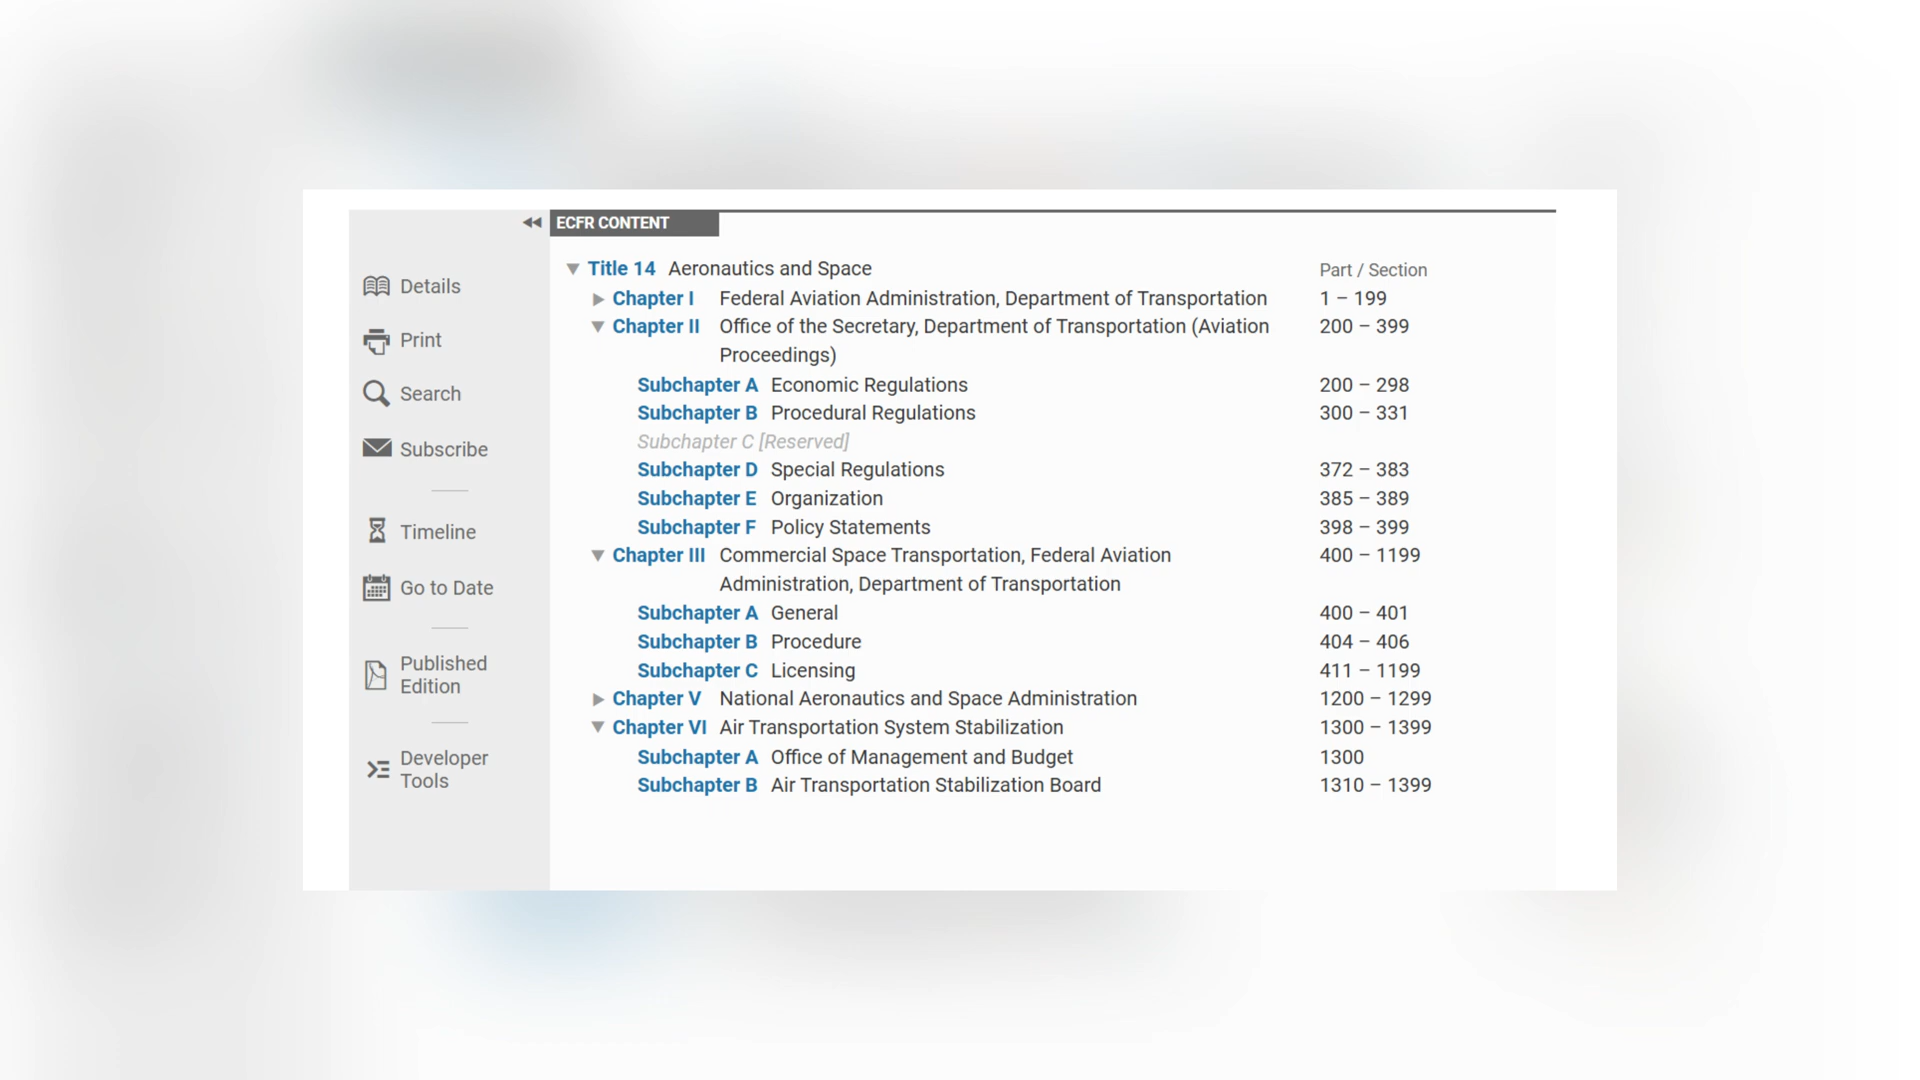 ECFR CONTENT
Details
Print
Search
Subscribe
Timeline
Go to Date
Published
Edition
Developer
Tools
Title 14 Aeronautics and Space Part / Section
Chapter I Federal Aviation Administration, Department of Transportation 1 – 199
Chapter II Office of the Secretary, Department of Transportation (Aviation 200 – 399
Proceedings)
Subchapter A Economic Regulations 200 – 298
Subchapter B Procedural Regulations 300 – 331
Subchapter C [Reserved]
Subchapter D Special Regulations 372 – 383
Subchapter E Organization 385 – 389
Subchapter F Policy Statements 398 – 399
Chapter III Commercial Space Transportation, Federal Aviation 400 – 1199
Administration, Department of Transportation
Subchapter A General 400 – 401
Subchapter B Procedure 404 – 406
Subchapter C Licensing 411 – 1199
Chapter V National Aeronautics and Space Administration 1200 – 1299
Chapter VI Air Transportation System Stabilization 1300 – 1399
Subchapter A Office of Management and Budget 1300
Subchapter B Air Transportation Stabilization Board 1310 – 1399